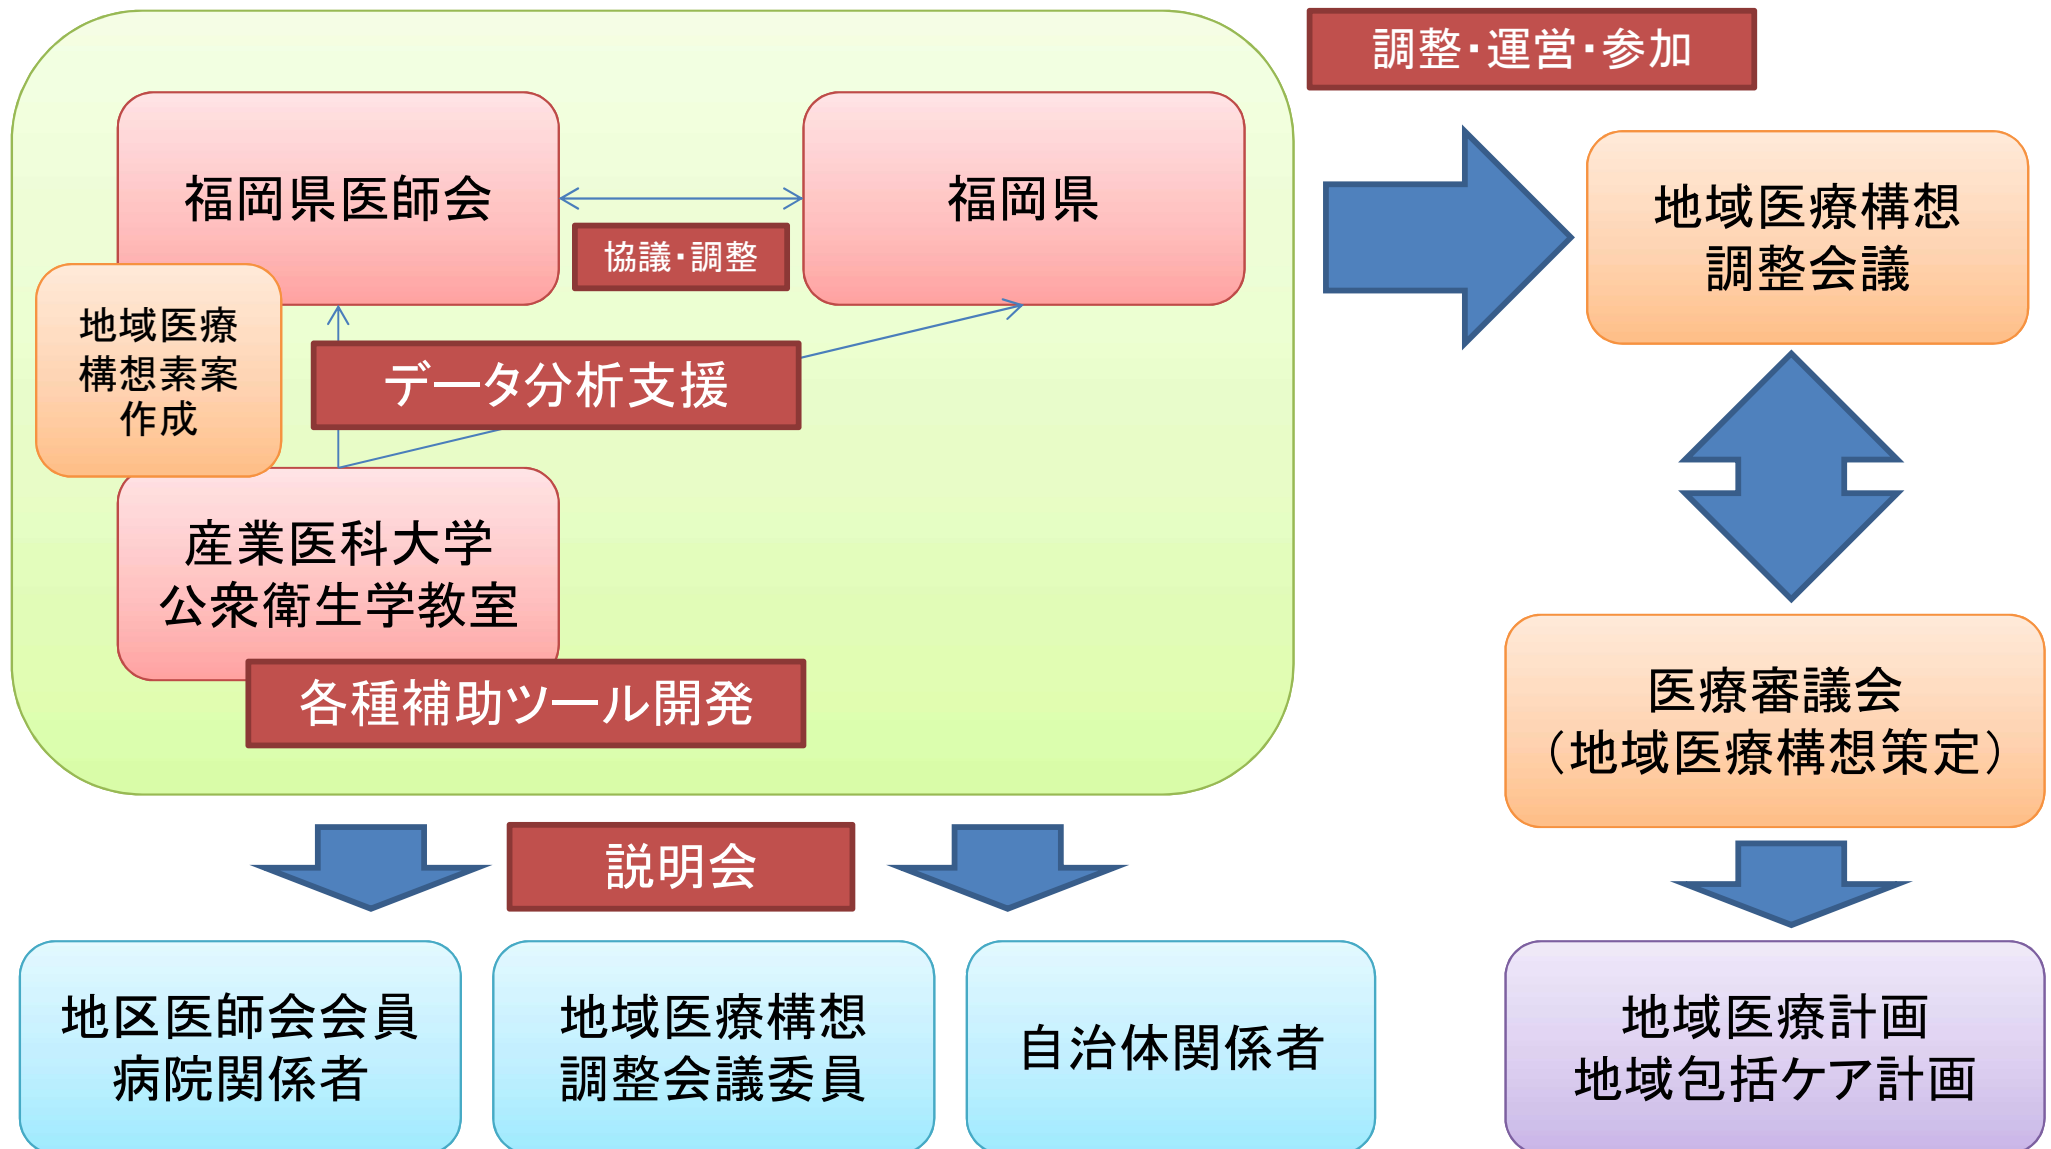 調整・運営・参加
福岡県医師会
福岡県
協議・調整
地域医療構想
調整会議
地域医療
構想素案
作成
データ分析支援
産業医科大学
公衆衛生学教室
各種補助ツール開発
医療審議会
（地域医療構想策定）
説明会
地区医師会会員
病院関係者
地域医療構想
調整会議委員
自治体関係者
地域医療計画
地域包括ケア計画